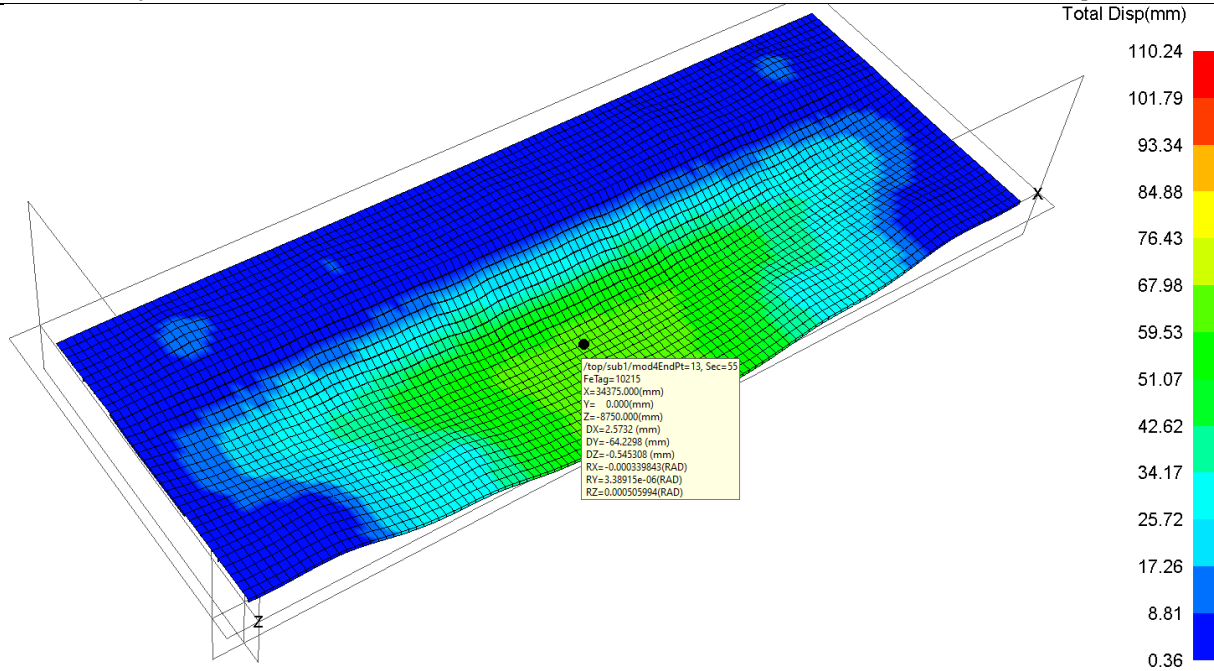 Total Disp(mm)
110.24
101.79
93.34
84.88
76.43
67.98
59.53
51.07
42.62
34.17
25.72
17.26
8.81
0.36
X
/top/sub1/mod4EndPt=13, Sec=55
FeTag=10215
X=34375.000(mm)
Y= 0.000(mm)
Z=-8750.000(mm)
DX=2.5732 (mm)
DY=-64.2298 (mm)
DZ=-0.545308 (mm)
RX=-0.000339843(RAD)
RY=3.38915e-06(RAD)
RZ=0.000505994(RAD)
Z